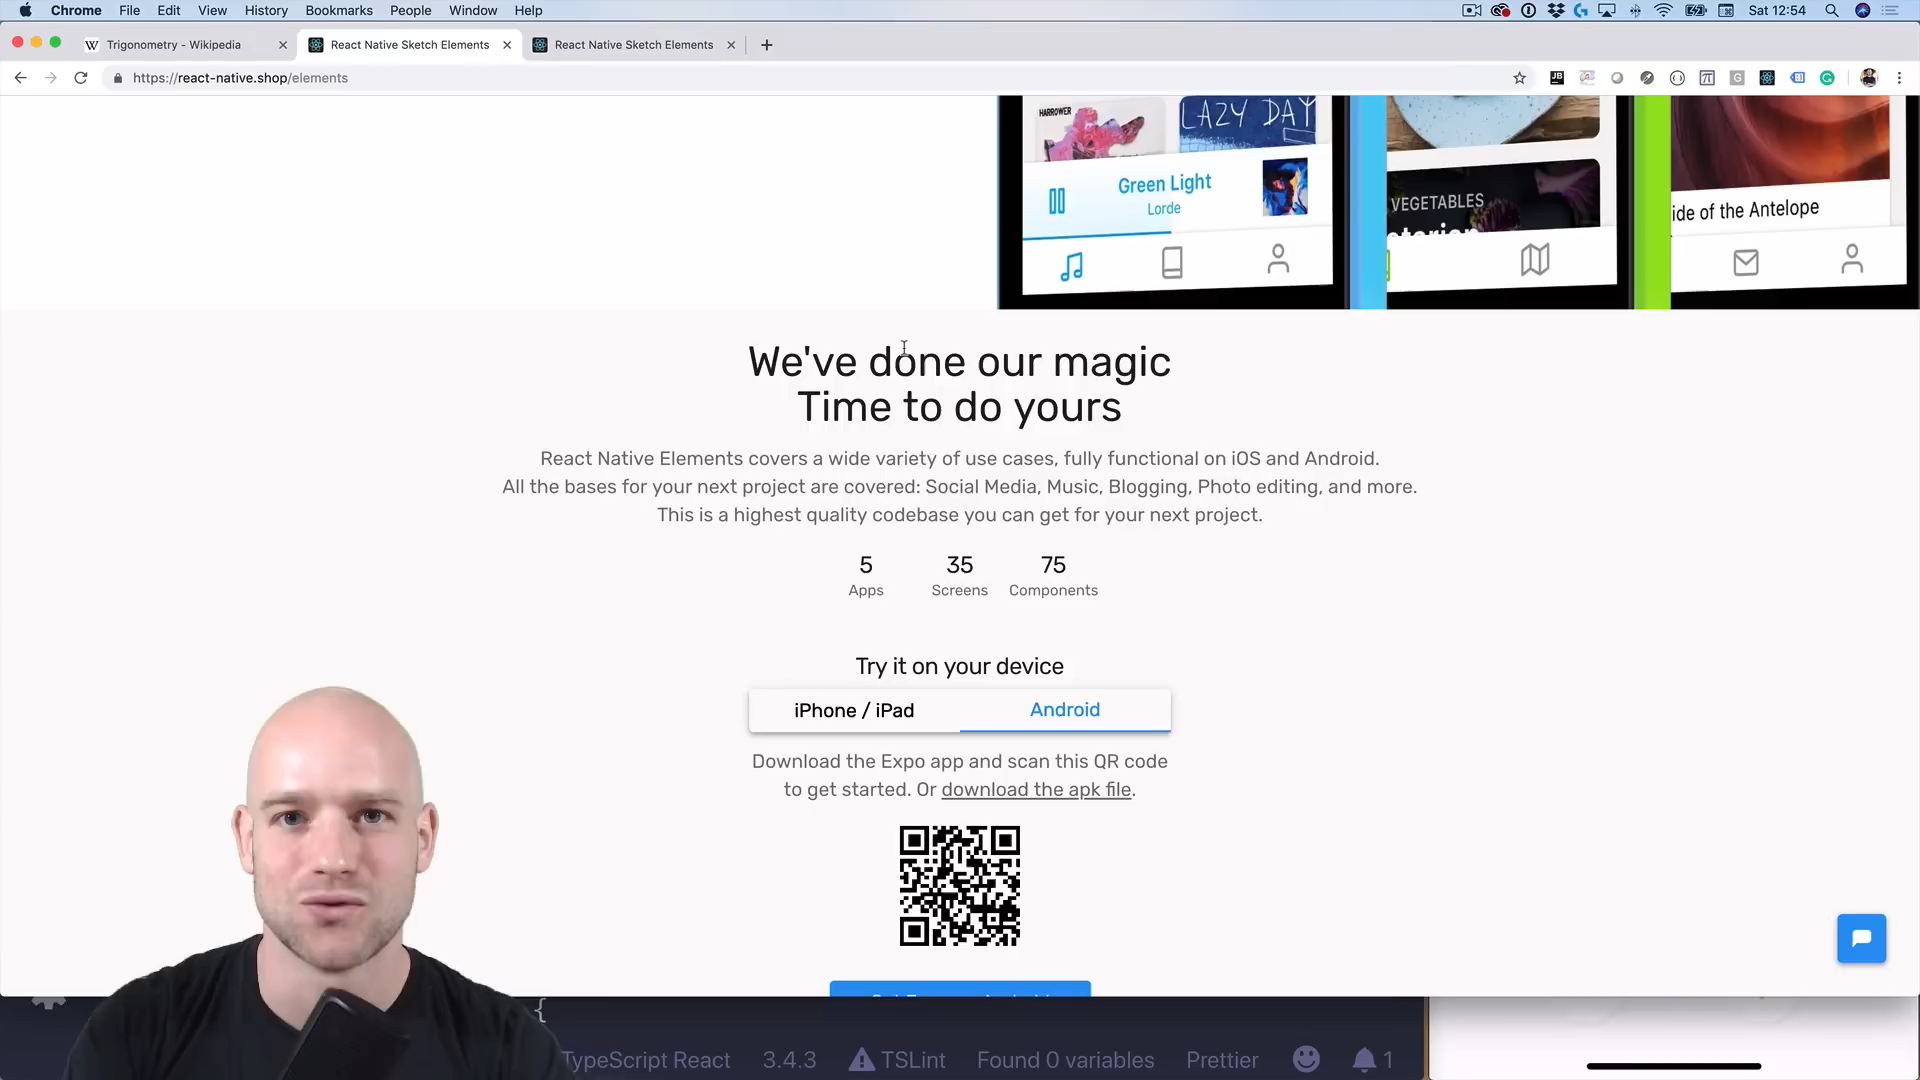 Chrome File Edit View History Bookmarks People Window Help
Sat 12:54
Trigonometry - Wikipedia
React Native Sketch Elements
React Native Sketch Elements
https://react-native.shop/elements
HARROWER
LAZY DAY
Green Light
Lorde
VEGETABLES
ide of the Antelope
We've done our magic
Time to do yours
React Native Elements covers a wide variety of use cases, fully functional on iOS and Android.
All the bases for your next project are covered: Social Media, Music, Blogging, Photo editing, and more.
This is a highest quality codebase you can get for your next project.
5 35 75
Apps Screens Components
Try it on your device
iPhone / iPad Android
Download the Expo app and scan this QR code
to get started. Or download the apk file.
{
TypeScript React 3.4.3 TSLint Found 0 variables Prettier 1